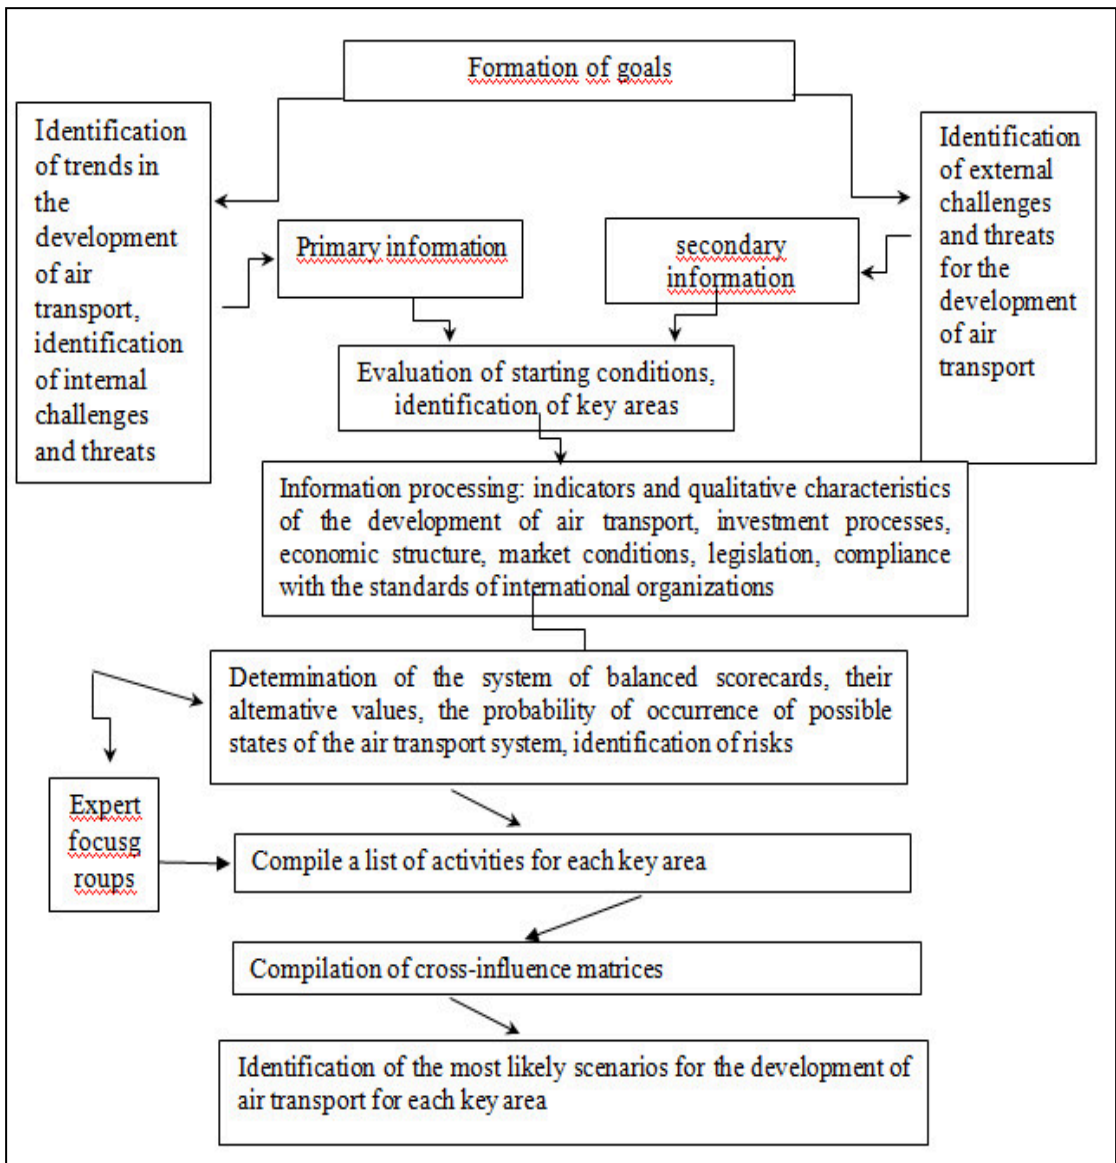 Formation of goals
Identification
of trends in
the
development
of air
transport,
identification
of internal
challenges
and threats
Identification
of external
challenges
and threats
for the
development
of air
transport
Primary information
secondary
information
Evaluation of starting conditions,
identification of key areas
Information processing: indicators and qualitative characteristics
of the development of air transport, investment processes,
economic structure, market conditions, legislation, compliance
with the standards of international organizations
Determination of the system of balanced scorecards, their
alternative values, the probability of occurrence of possible
states of the air transport system, identification of risks
Expert
focusg
roups
Compile a list of activities for each key area
Compilation of cross-influence matrices
Identification of the most likely scenarios for the development of
air transport for each key area